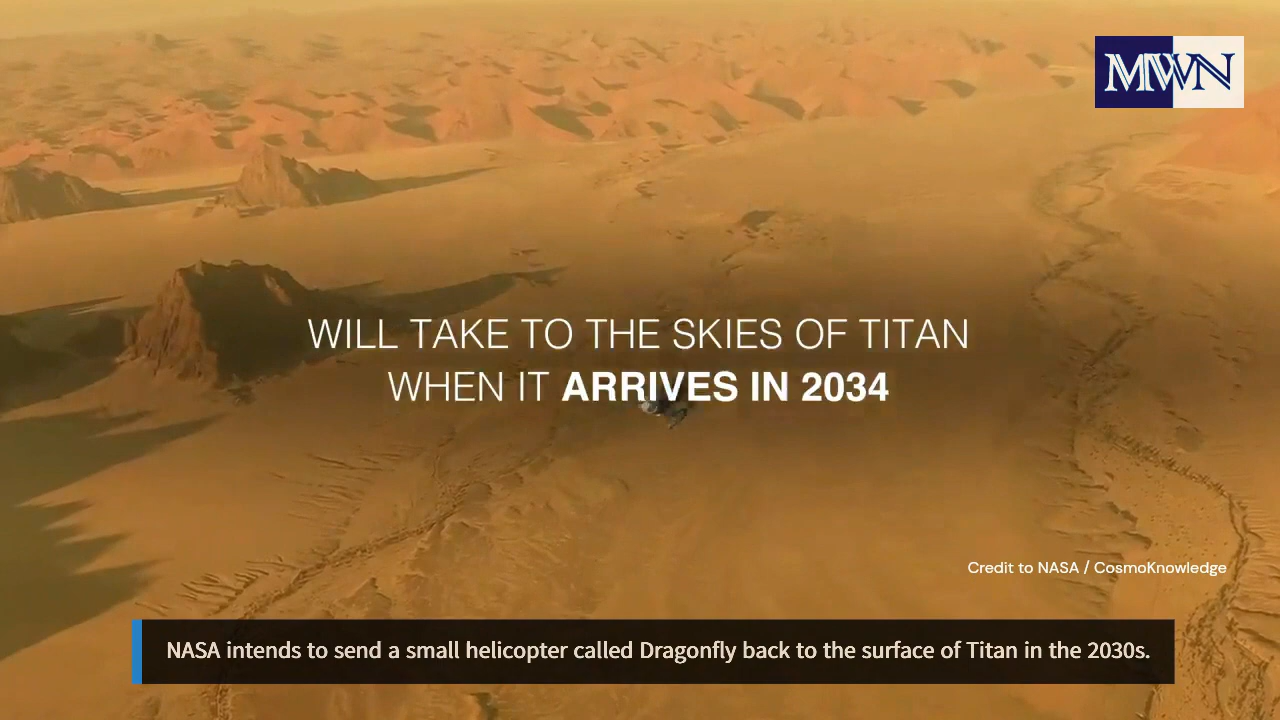 MWN
WILL TAKE TO THE SKIES OF TITAN
WHEN IT ARRIVES IN 2034
Credit to NASA / CosmoKnowledge
NASA intends to send a small helicopter called Dragonfly back to the surface of Titan in the 2030s.